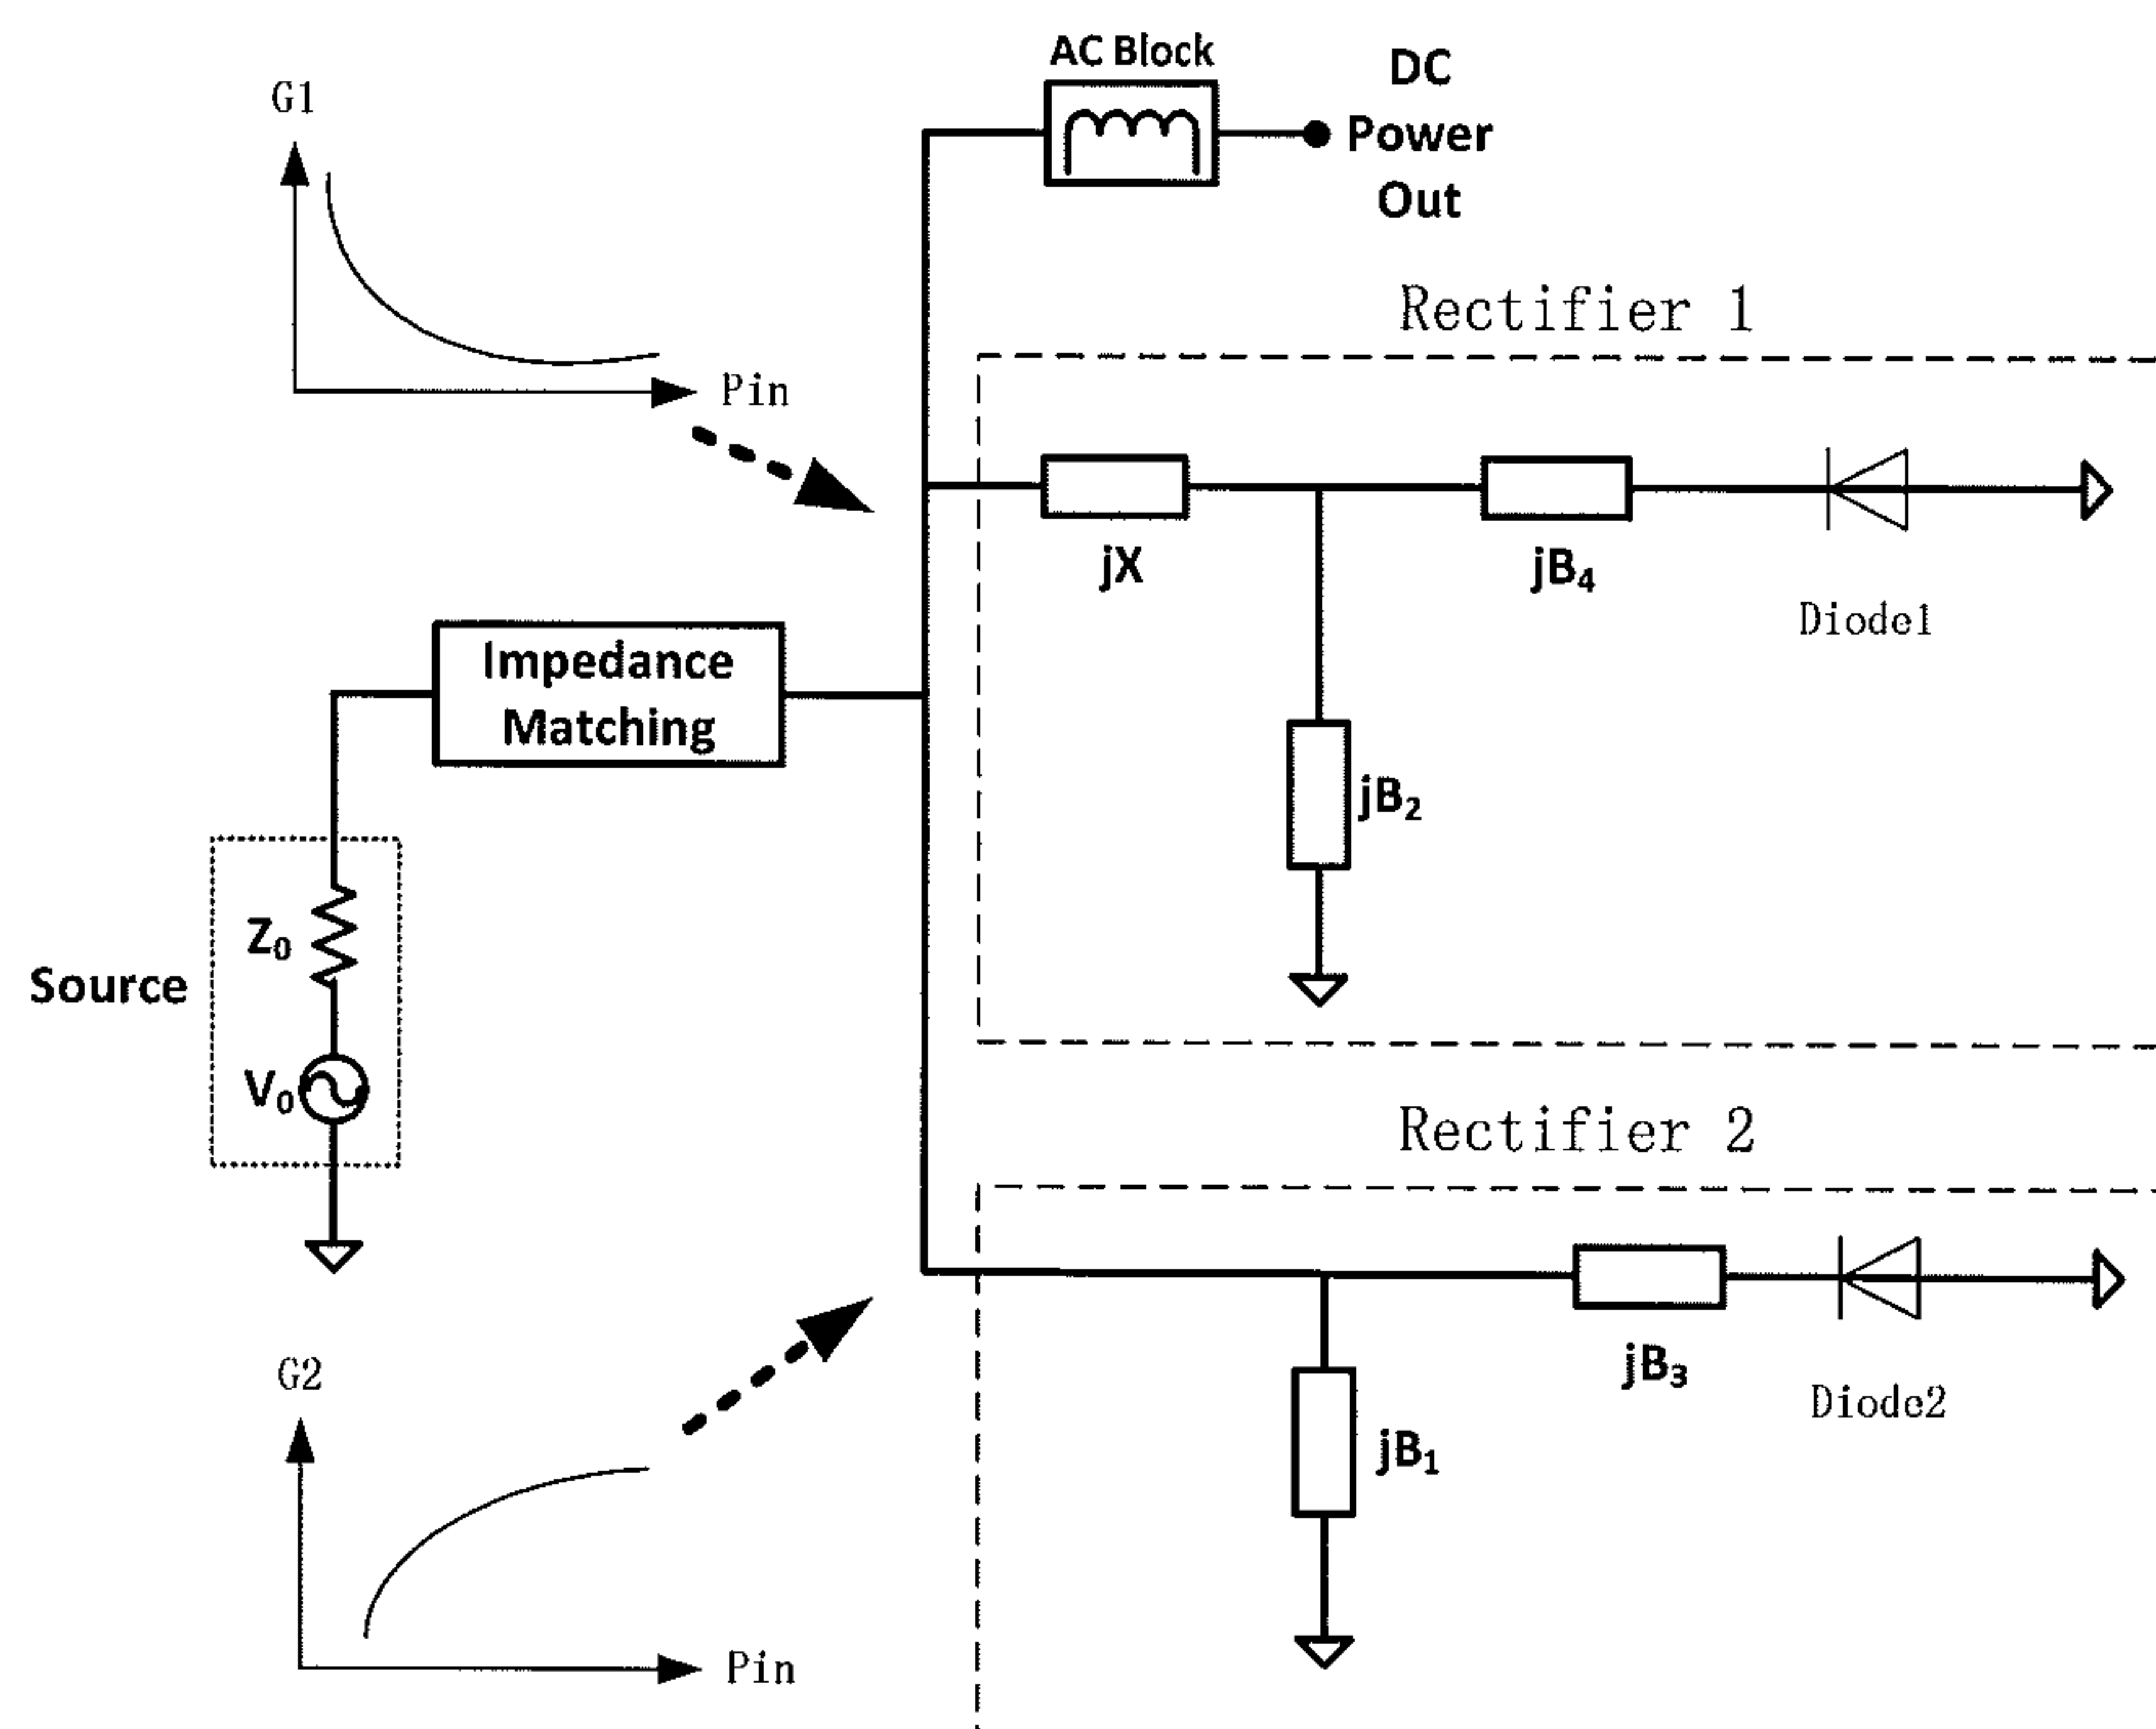 AC Block
DC
Power
Out
G1
Pin
Rectifier 1
jX
jB₄
Diode1
Impedance
Matching
jB₂
Z₀
Source
V₀
Rectifier 2
jB₃
Diode2
G2
jB₁
Pin